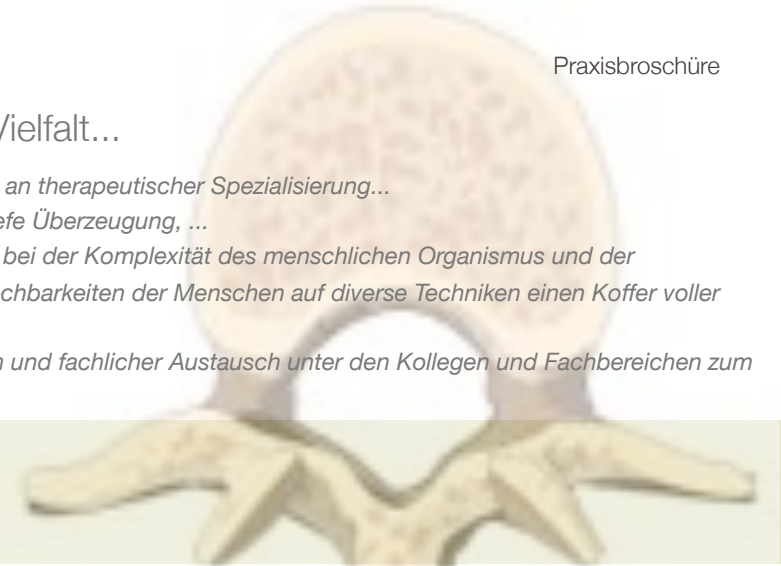 Praxisbroschüre
Vielfalt...
an therapeutischer Spezialisierung...
efe Überzeugung, ...
bei der Komplexität des menschlichen Organismus und der
chbarkeiten der Menschen auf diverse Techniken einen Koffer voller
und fachlicher Austausch unter den Kollegen und Fachbereichen zum